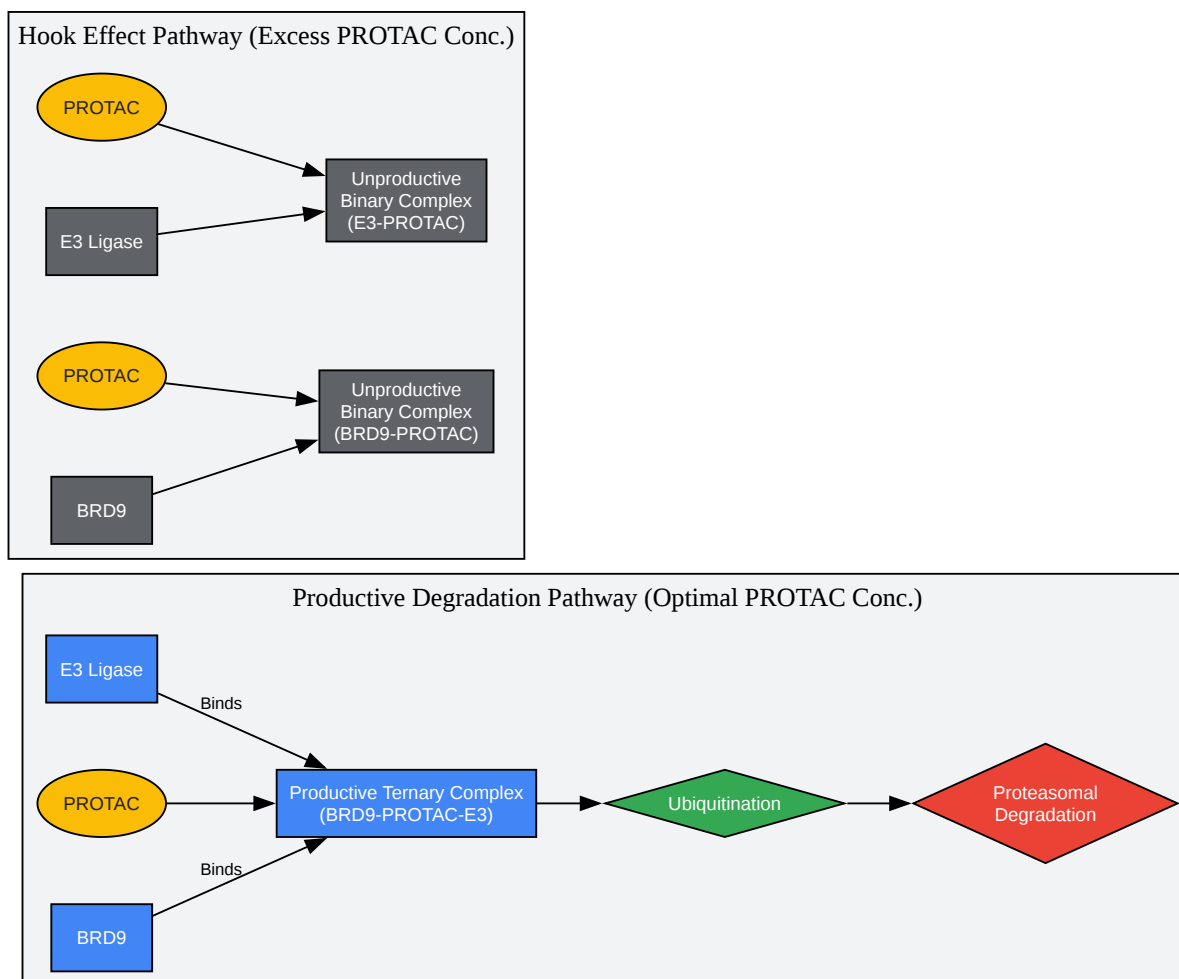 Hook Effect Pathway (Excess PROTAC Conc.)
PROTAC
Unproductive
Binary Complex
(E3-PROTAC)
E3 Ligase
PROTAC
Unproductive
Binary Complex
(BRD9-PROTAC)
BRD9
Productive Degradation Pathway (Optimal PROTAC Conc.)
E3 Ligase
Binds
PROTAC
Productive Ternary Complex
(BRD9-PROTAC-E3)
Ubiquitination
Proteasomal
Degradation
Binds
BRD9